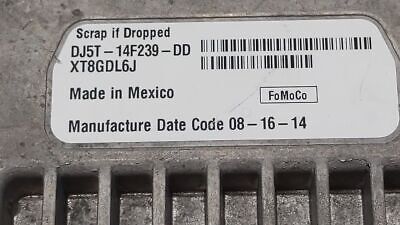 Scrap if Dropped
DJ5T-14F239-DD
XT8GDL6J
Made in Mexico FoMoCo
Manufacture Date Code 08-16-14